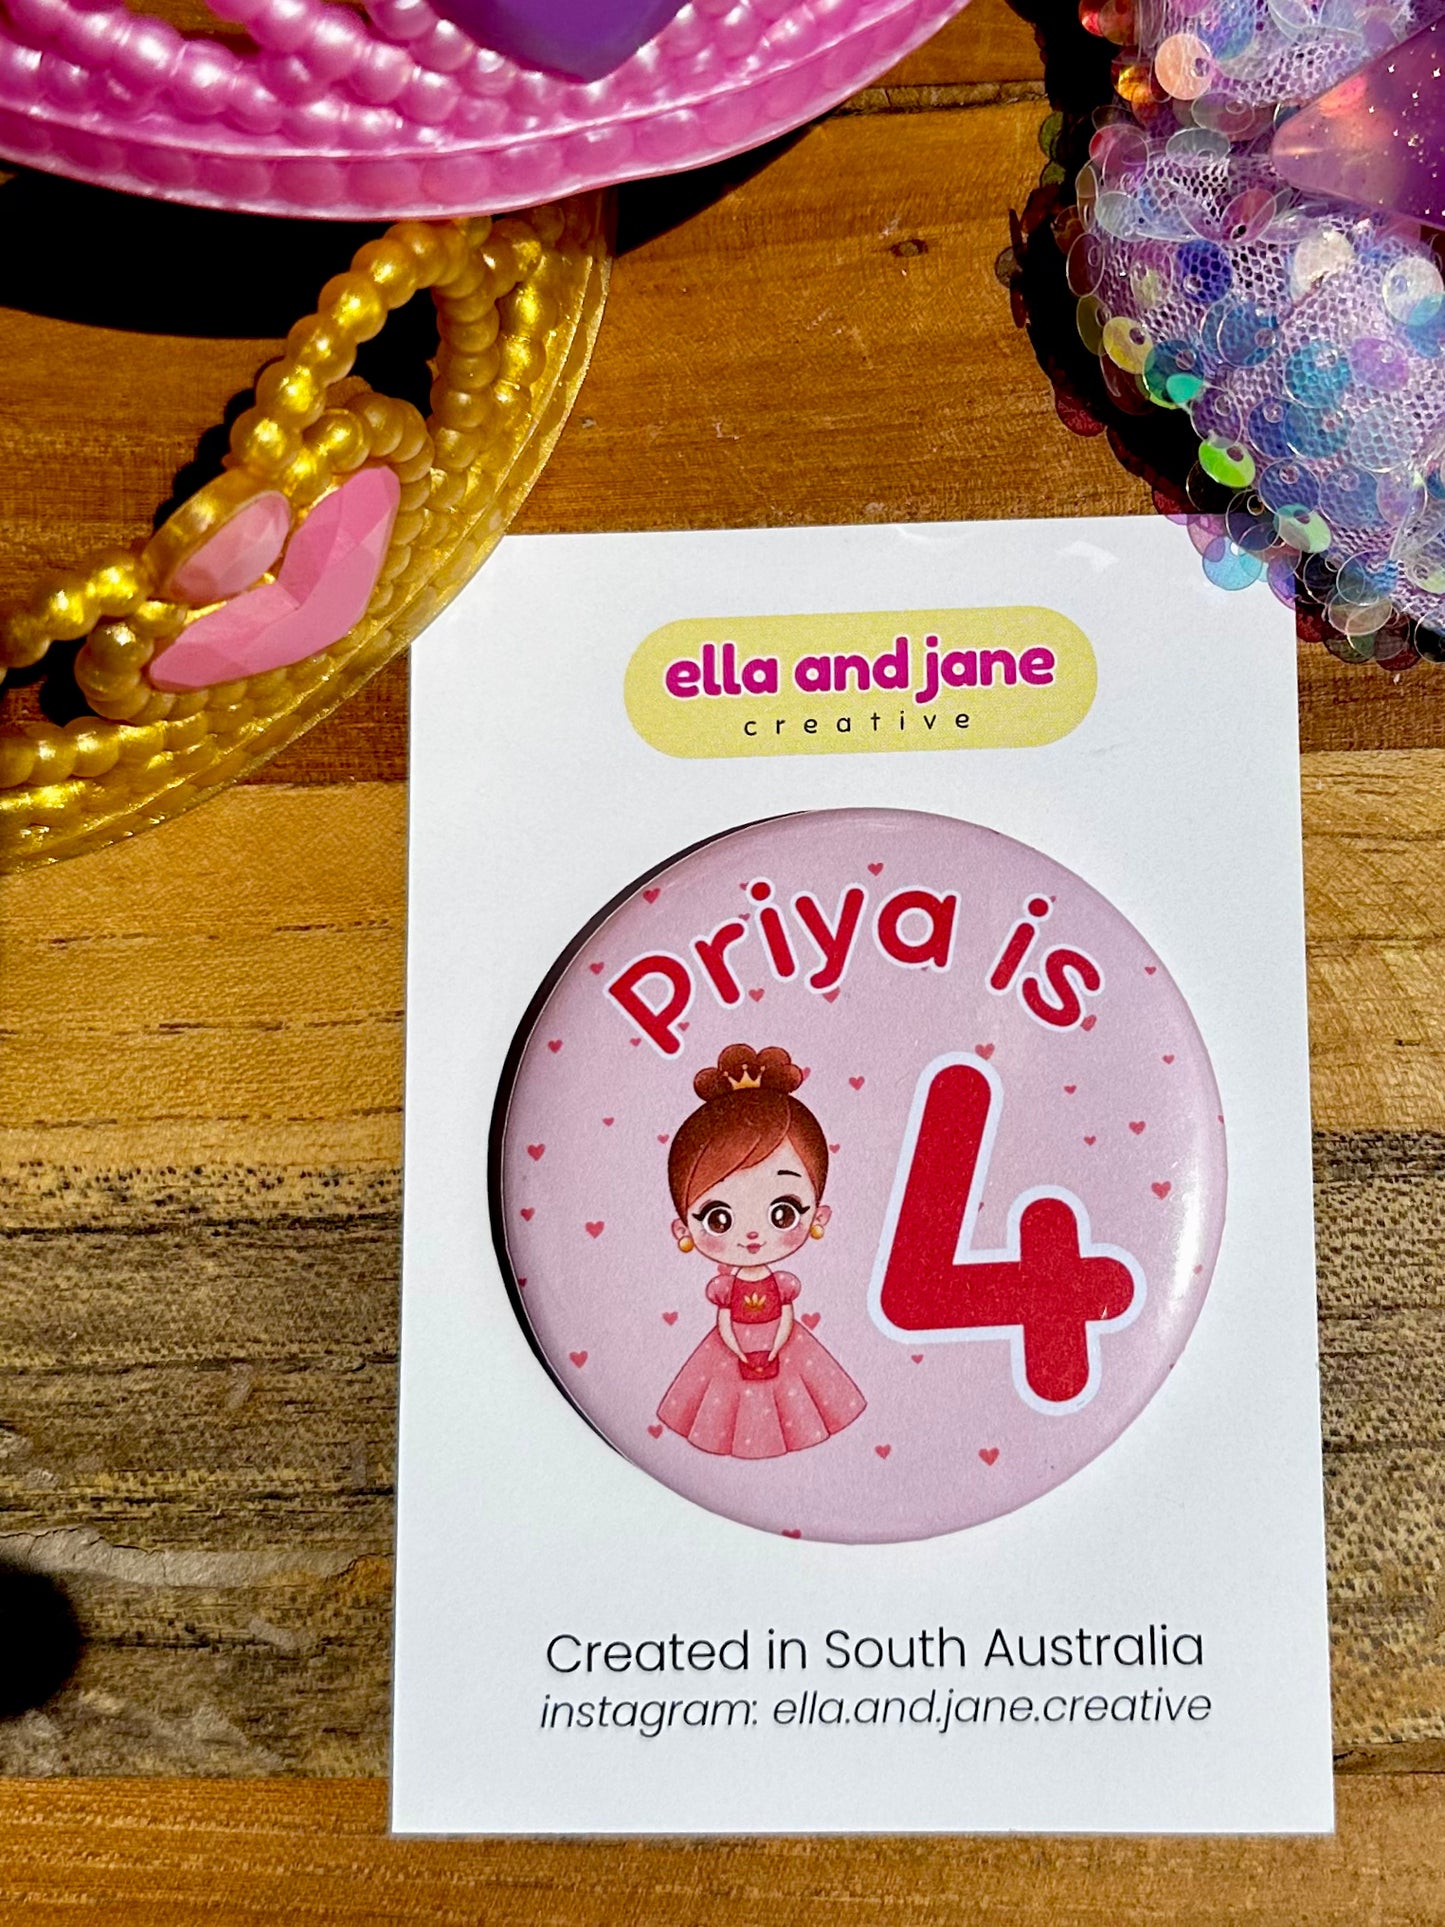 ella and jane
creative
Priya is
4
Created in South Australia
instagram: ella.and.jane.creative